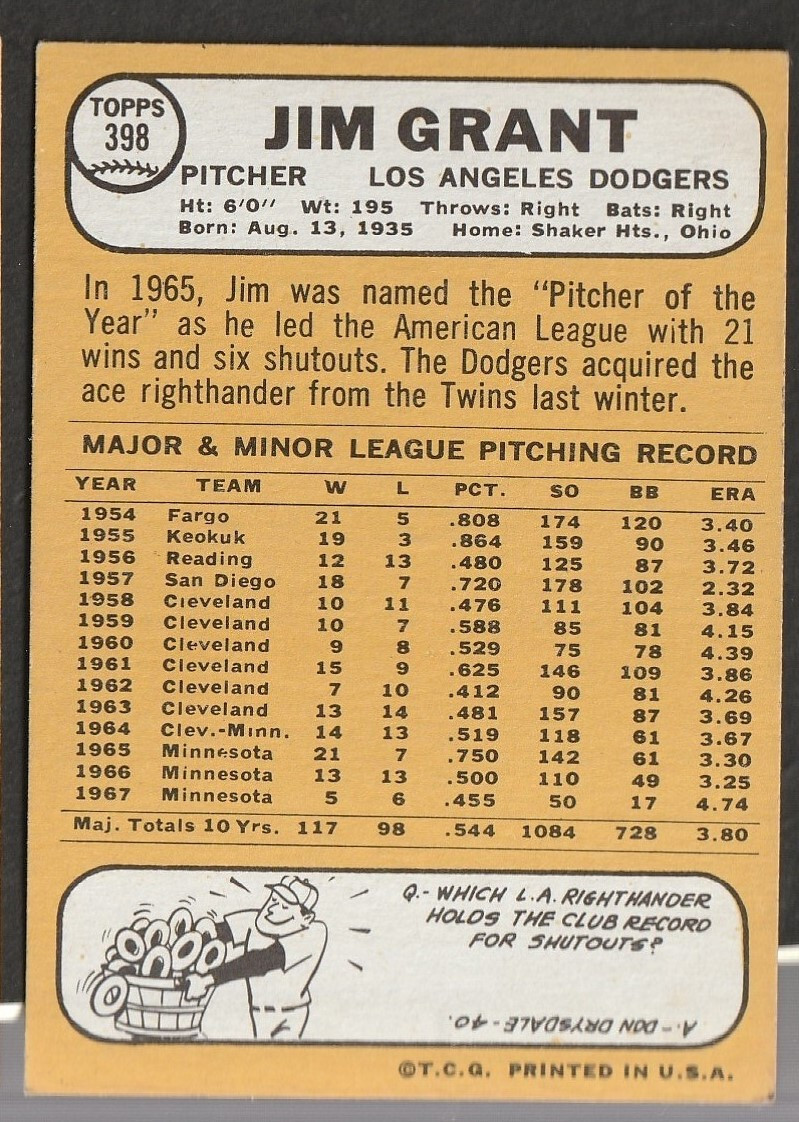 TOPPS
398
JIM GRANT
PITCHER LOS ANGELES DODGERS
Ht: 6'0" Wt: 195 Throws: Right Bats: Right
Born: Aug. 13, 1935 Home: Shaker Hts., Ohio
In 1965, Jim was named the "Pitcher of the
Year" as he led the American League with 21
wins and six shutouts. The Dodgers acquired the
ace righthander from the Twins last winter.
MAJOR & MINOR LEAGUE PITCHING RECORD
YEAR TEAM W L PCT. SO BB ERA
1954 Fargo 21 5 .808 174 120 3.40
1955 Keokuk 19 3 .864 159 90 3.46
1956 Reading 12 13 .480 125 87 3.72
1957 San Diego 18 7 .720 178 102 2.32
1958 Cleveland 10 11 .476 111 104 3.84
1959 Cleveland 10 7 .588 85 81 4.15
1960 Cleveland 9 8 .529 75 78 4.39
1961 Cleveland 15 9 .625 146 109 3.86
1962 Cleveland 7 10 .412 90 81 4.26
1963 Cleveland 13 14 .481 157 87 3.69
1964 Clev.-Minn. 14 13 .519 118 61 3.67
1965 Minnesota 21 7 .750 142 61 3.30
1966 Minnesota 13 13 .500 110 49 3.25
1967 Minnesota 5 6 .455 50 17 4.74
Maj. Totals 10 Yrs. 117 98 .544 1084 728 3.80
Q.- WHICH L.A. RIGHTHANDER
HOLDS THE CLUB RECORD
FOR SHUTOUTS?
A.- DON DRYSDALE - 40.
©T.C.G. PRINTED IN U.S.A.